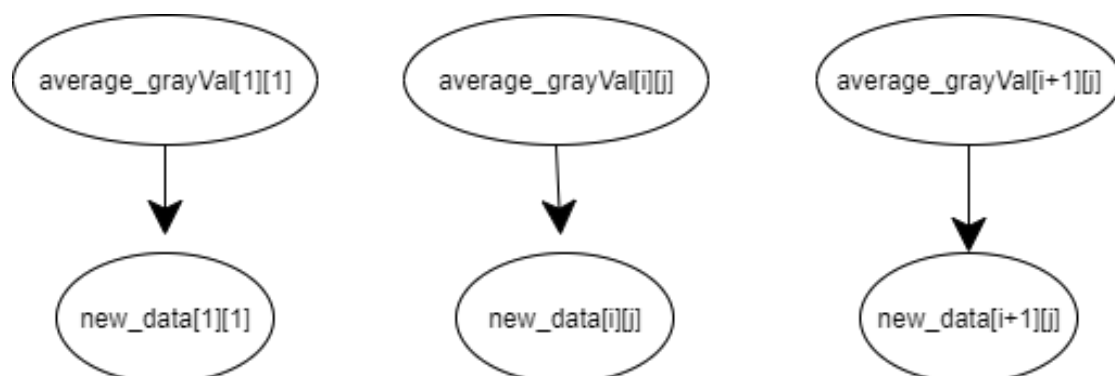 average_grayVal[1][1]
average_grayVal[i][j]
average_grayVal[i+1][j]
new_data[1][1]
new_data[i][j]
new_data[i+1][j]